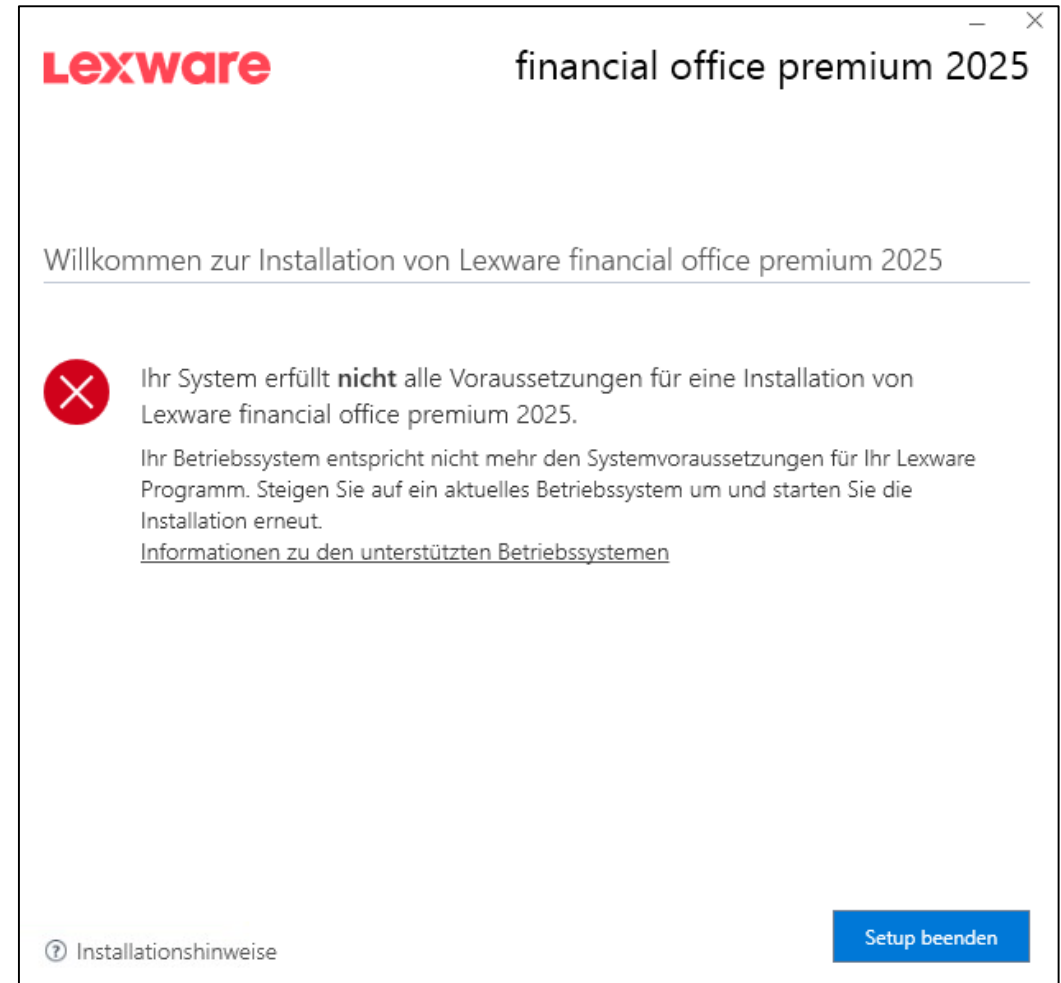 Lexware
financial office premium 2025
Willkommen zur Installation von Lexware financial office premium 2025
Ihr System erfüllt nicht alle Voraussetzungen für eine Installation von
Lexware financial office premium 2025.
Ihr Betriebssystem entspricht nicht mehr den Systemvoraussetzungen für Ihr Lexware
Programm. Steigen Sie auf ein aktuelles Betriebssystem um und starten Sie die
Installation erneut.
Informationen zu den unterstützten Betriebssystemen
? Installationshinweise
Setup beenden